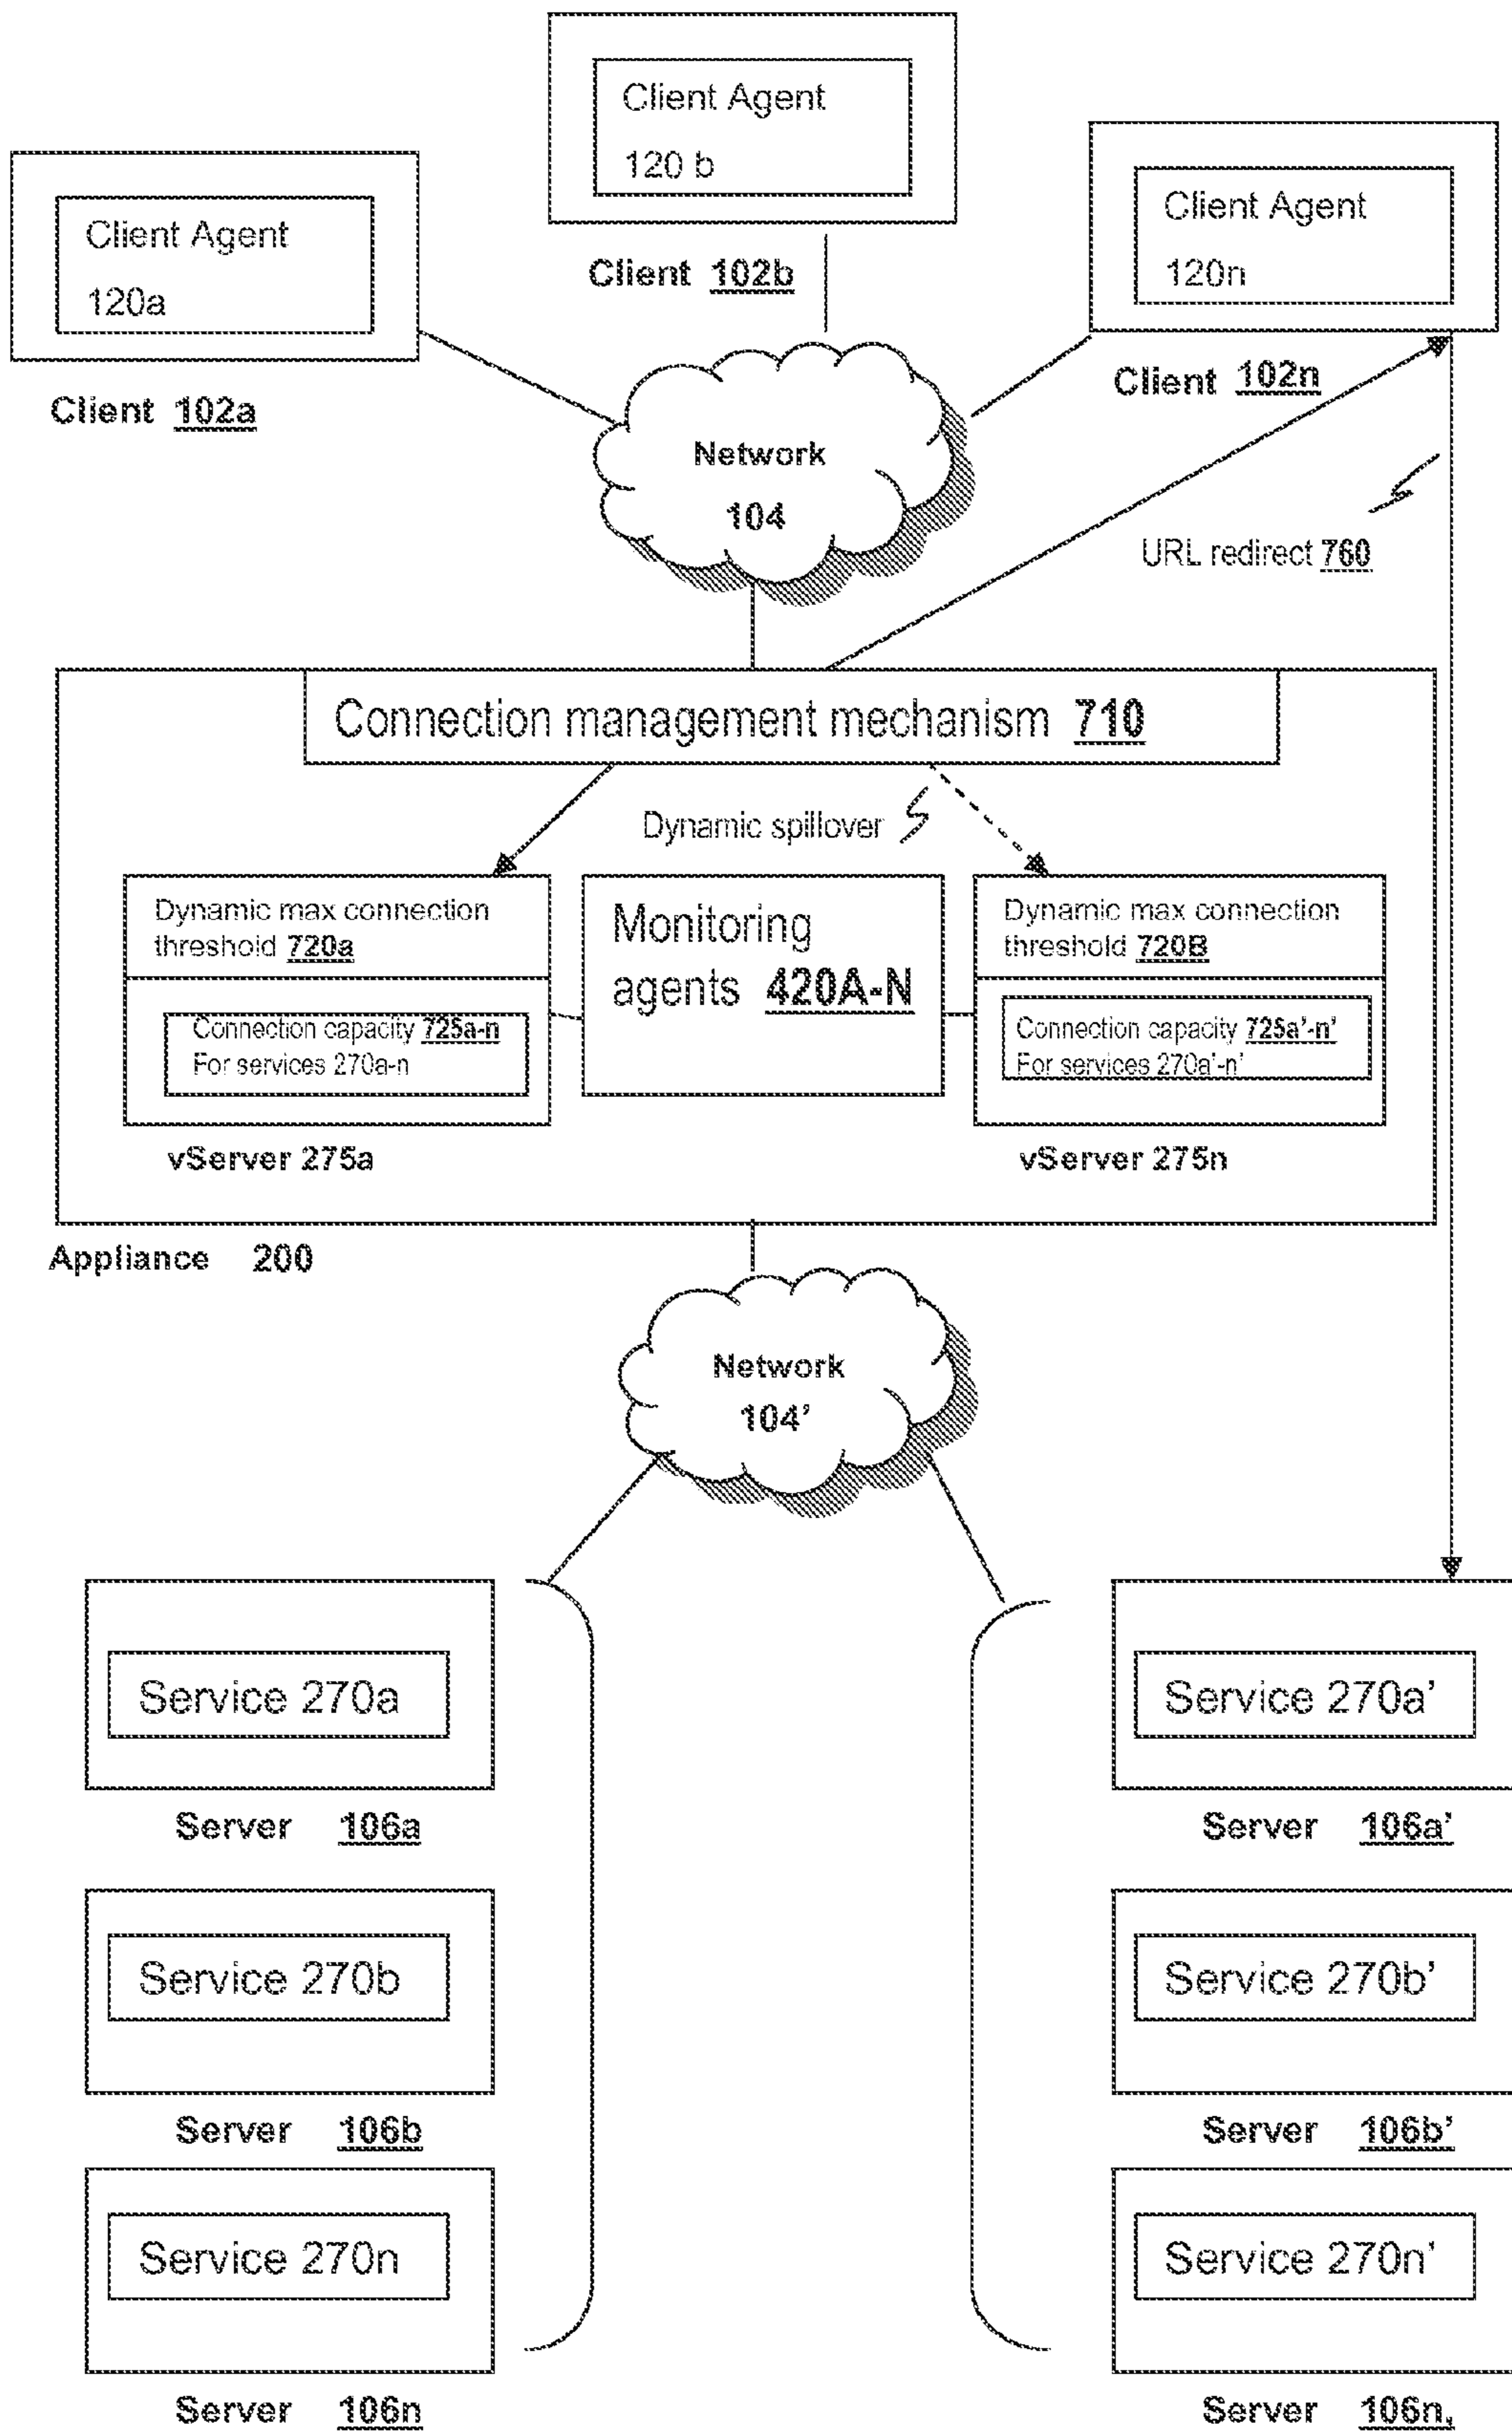 Client Agent
120 b
Client 102b
Client Agent
120a
Client 102a
Client Agent
120n
Client 102n
Network
104
URL redirect 760
Connection management mechanism 710
Dynamic spillover
Dynamic max connection
threshold 720a
Connection capacity 725a-n
For services 270a-n
vServer 275a
Monitoring
agents 420A-N
Dynamic max connection
threshold 720B
Connection capacity 725a'-n'
For services 270a'-n'
vServer 275n
Appliance 200
Network
104'
Service 270a
Server 106a
Service 270b
Server 106b
Service 270n
Server 106n
Service 270a'
Server 106a'
Service 270b'
Server 106b'
Service 270n'
Server 106n,